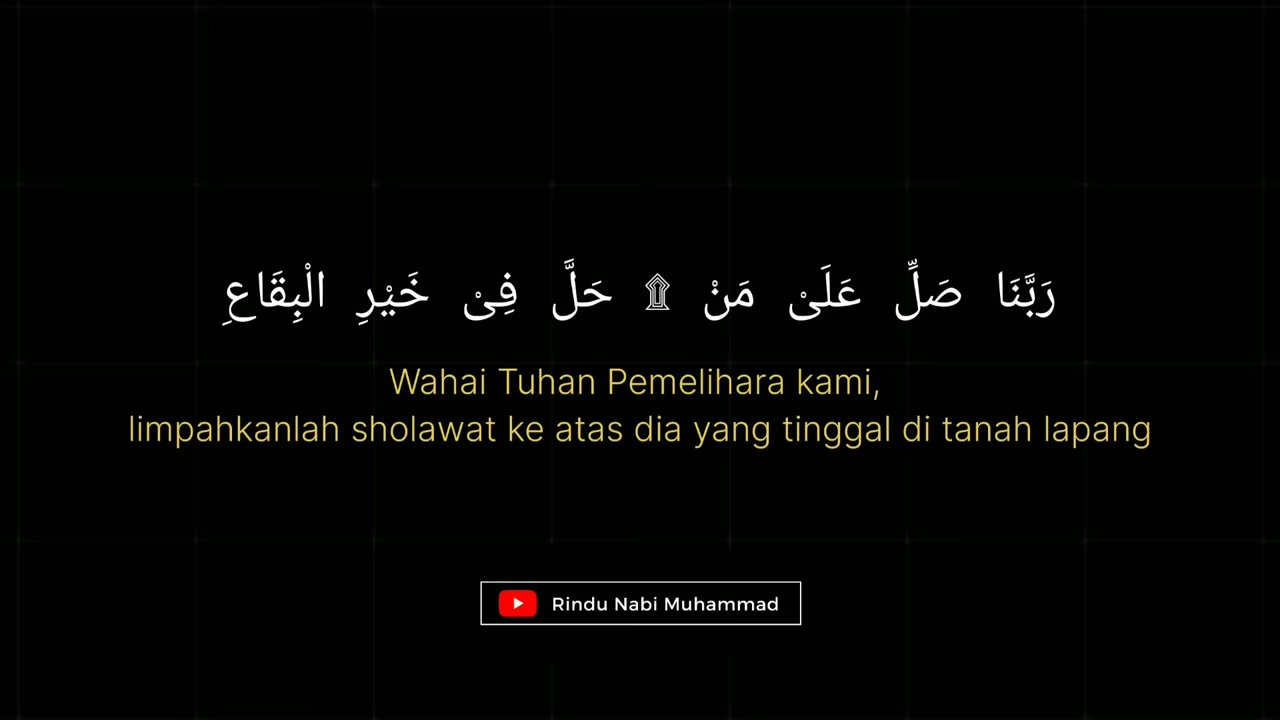 رَبَّنَا صَلِّ عَلَىْ مَنْ ۩ حَلَّ فِىْ خَيْرِ الْبِقَاعِ
Wahai Tuhan Pemelihara kami,
limpahkanlah sholawat ke atas dia yang tinggal di tanah lapang
Rindu Nabi Muhammad